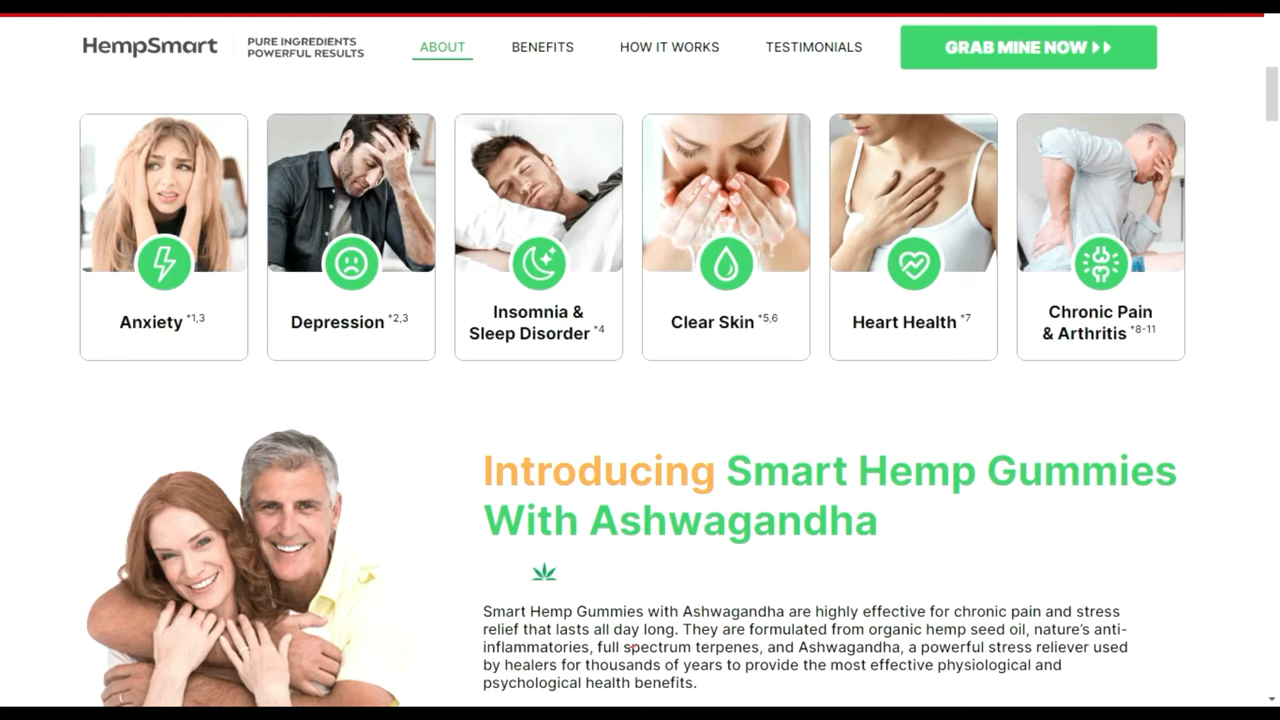 HempSmart
PURE INGREDIENTS
POWERFUL RESULTS
ABOUT
BENEFITS
HOW IT WORKS
TESTIMONIALS
GRAB MINE NOW
Anxiety *1,3
Depression *2,3
Insomnia &
Sleep Disorder *4
Clear Skin *5,6
Heart Health *7
Chronic Pain
& Arthritis *8-11
Introducing Smart Hemp Gummies
With Ashwagandha
Smart Hemp Gummies with Ashwagandha are highly effective for chronic pain and stress
relief that lasts all day long. They are formulated from organic hemp seed oil, nature's anti-
inflammatories, full spectrum terpenes, and Ashwagandha, a powerful stress reliever used
by healers for thousands of years to provide the most effective physiological and
psychological health benefits.